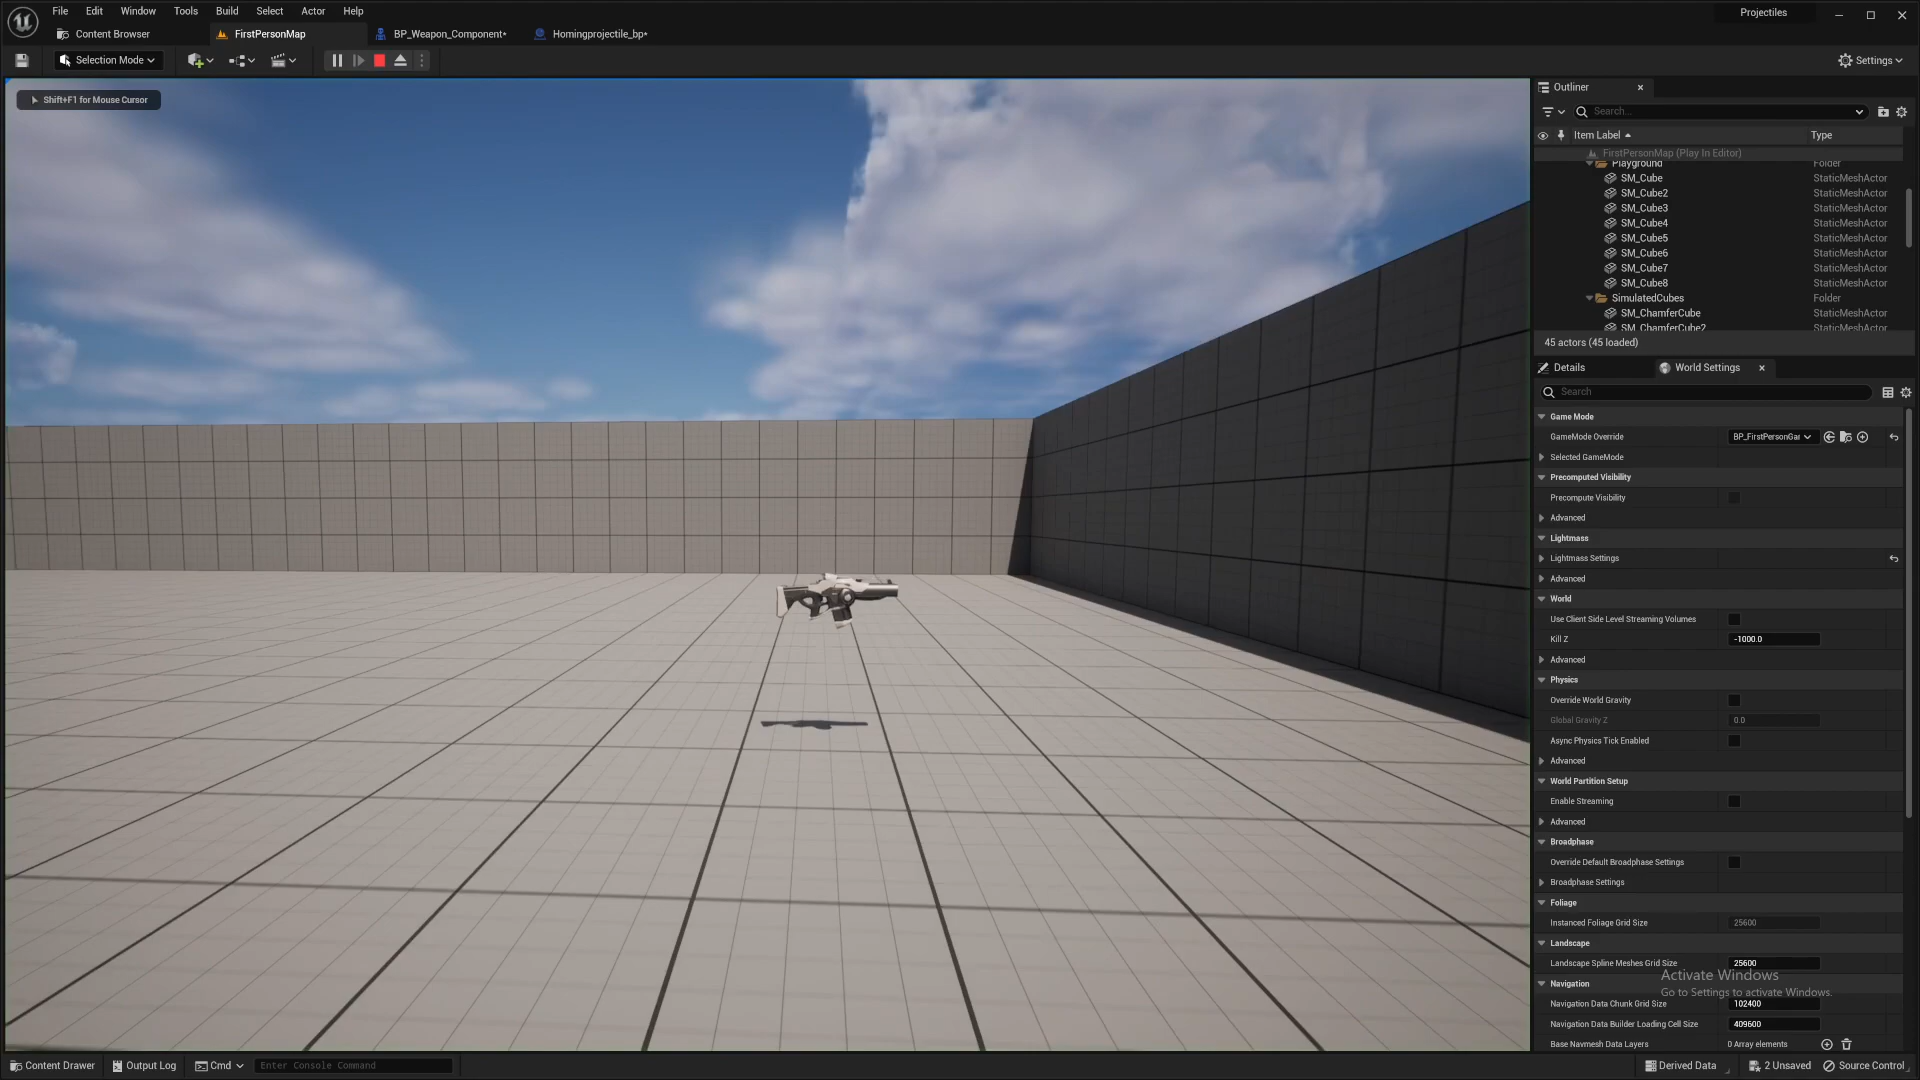 File Edit Window Tools Build Select Actor Help
Projectiles
Content Browser FirstPersonMap BP_Weapon_Component* Homingprojectile_bp*
Selection Mode Settings
Shift+F1 for Mouse Cursor
Outliner
Search...
Item Label Type
FirstPersonMap (Play In Editor)
Playground Folder
SM_Cube StaticMeshActor
SM_Cube2 StaticMeshActor
SM_Cube3 StaticMeshActor
SM_Cube4 StaticMeshActor
SM_Cube5 StaticMeshActor
SM_Cube6 StaticMeshActor
SM_Cube7 StaticMeshActor
SM_Cube8 StaticMeshActor
SimulatedCubes Folder
SM_ChamferCube StaticMeshActor
SM_ChamferCube2 StaticMeshActor
45 actors (45 loaded)
Details World Settings
Search
Game Mode
GameMode Override BP_FirstPersonGa
Selected GameMode
Precomputed Visibility
Precompute Visibility
Advanced
Lightmass
Lightmass Settings
Advanced
World
Use Client Side Level Streaming Volumes
Kill Z -1000.0
Advanced
Physics
Override World Gravity
Global Gravity Z 0.0
Async Physics Tick Enabled
Advanced
World Partition Setup
Enable Streaming
Advanced
Broadphase
Override Default Broadphase Settings
Broadphase Settings
Foliage
Instanced Foliage Grid Size 25600
Landscape
Landscape Spline Meshes Grid Size 25600
Activate Windows
Navigation
Go to Settings to activate Windows.
Navigation Data Chunk Grid Size 102400
Navigation Data Builder Loading Cell Size 409600
Base Navmesh Data Layers 0 Array elements
Content Drawer Output Log Cmd Enter Console Command Derived Data 2 Unsaved Source Control